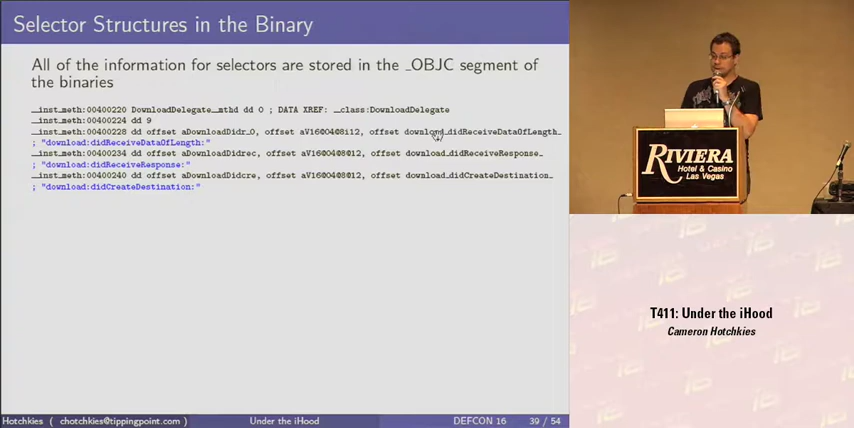 Selector Structures in the Binary
All of the information for selectors are stored in the _OBJC segment of
the binaries
__inst_meth:00400220 DownloadDelegate__mthd dd 0 ; DATA XREF: __class:DownloadDelegate
__inst_meth:00400224 dd 9
__inst_meth:00400228 dd offset aDownloadDidr_0, offset aV16@0408i12, offset download_didReceiveDataOfLength_
; "download:didReceiveDataOfLength:"
__inst_meth:00400234 dd offset aDownloadDidrec, offset aV16@0408@12, offset download_didReceiveResponse_
; "download:didReceiveResponse:"
__inst_meth:00400240 dd offset aDownloadDidcre, offset aV16@0408@12, offset download_didCreateDestination_
; "download:didCreateDestination:"
Hotchkies ( chotchkies@tippingpoint.com ) Under the iHood DEFCON 16 39 / 54
RIVIERA
Hotel & Casino
Las Vegas
T411: Under the iHood
Cameron Hotchkies